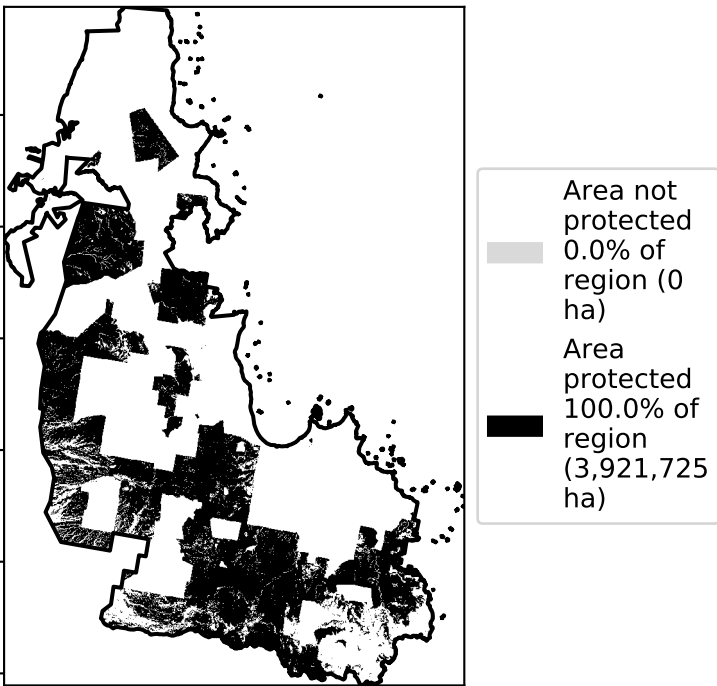 Area not
protected
0.0% of
region (0
ha)
Area
protected
100.0% of
region
(3,921,725
ha)